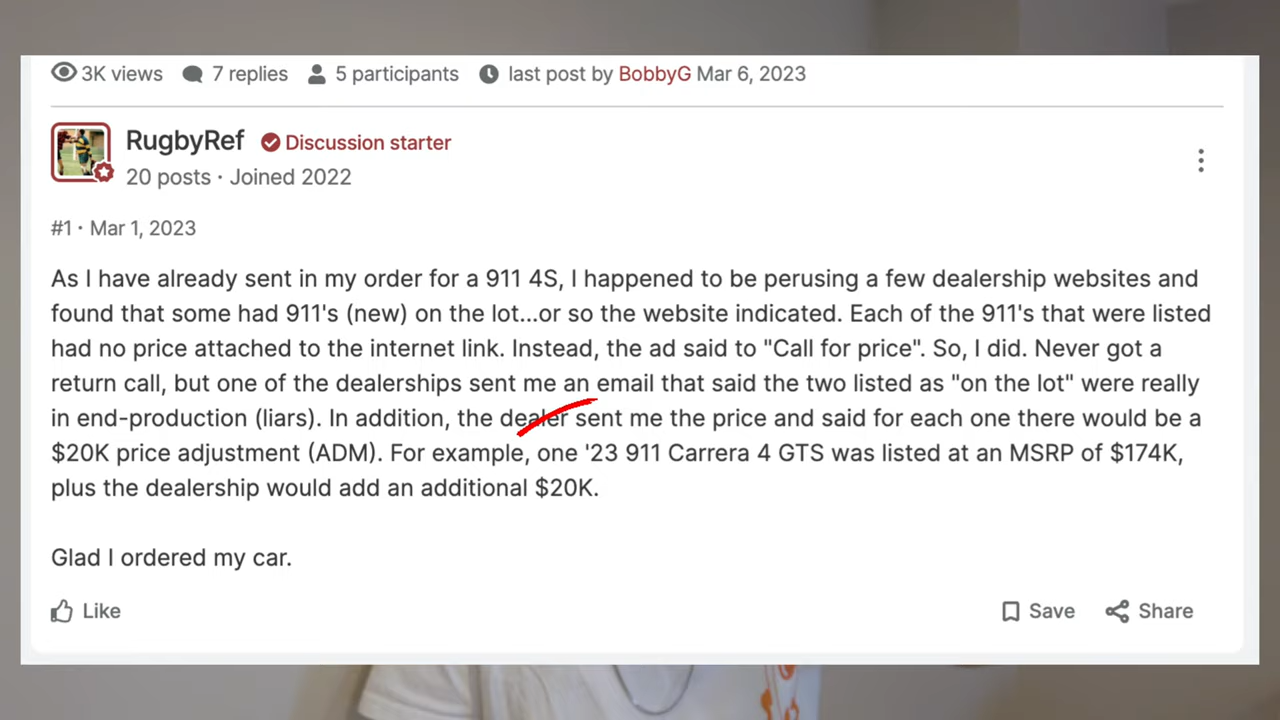 3K views 7 replies 5 participants last post by BobbyG Mar 6, 2023
RugbyRef Discussion starter
20 posts · Joined 2022
#1 · Mar 1, 2023
As I have already sent in my order for a 911 4S, I happened to be perusing a few dealership websites and
found that some had 911's (new) on the lot...or so the website indicated. Each of the 911's that were listed
had no price attached to the internet link. Instead, the ad said to "Call for price". So, I did. Never got a
return call, but one of the dealerships sent me an email that said the two listed as "on the lot" were really
in end-production (liars). In addition, the dealer sent me the price and said for each one there would be a
$20K price adjustment (ADM). For example, one '23 911 Carrera 4 GTS was listed at an MSRP of $174K,
plus the dealership would add an additional $20K.
Glad I ordered my car.
Like Save Share